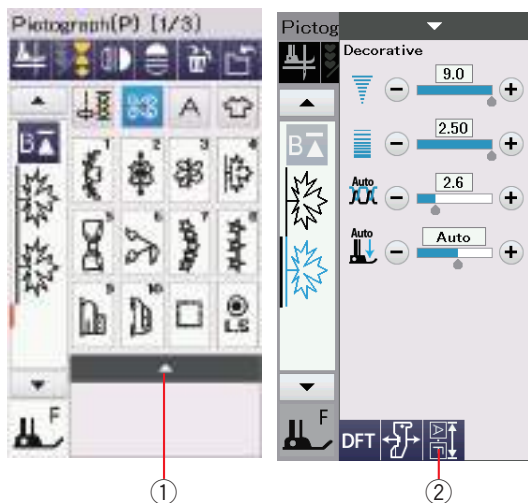 Pictograph(P) (1/3)
A
B
1
2
3
4
5
6
7
8
9
10
L.S
F
①
Pictog
Decorative
B
9.0
2.50
Auto
2.6
Auto
Auto
F
DFT
A
②